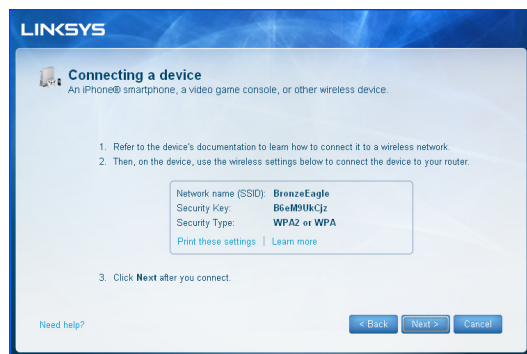 LINKSYS
Connecting a device
An iPhone® smartphone, a video game console, or other wireless device.
1. Refer to the device's documentation to learn how to connect it to a wireless network.
2. Then, on the device, use the wireless settings below to connect the device to your router.
Network name (SSID): BronzeEagle
Security Key: B6eM9UkCjz
Security Type: WPA2 or WPA
Print these settings | Learn more
3. Click Next after you connect.
Need help? < Back Next > Cancel